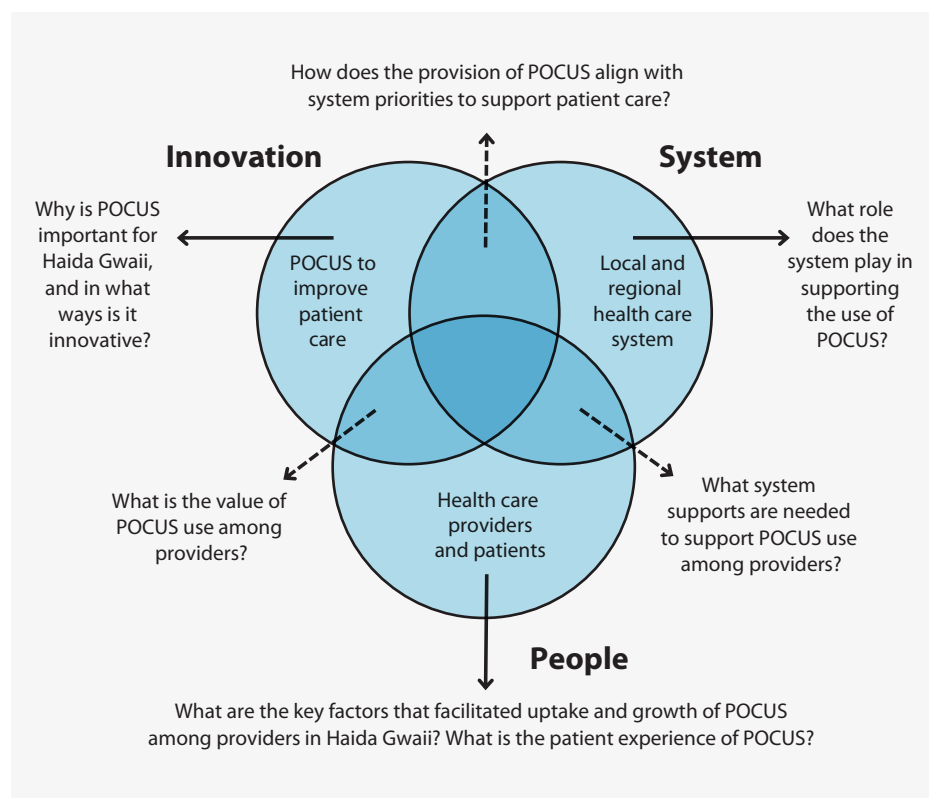 How does the provision of POCUS align with
system priorities to support patient care?
Innovation
System
Why is POCUS
important for
Haida Gwaii,
and in what
ways is it
innovative?
POCUS to
improve
patient
care
Local and
regional
health care
system
What role
does the
system play in
supporting
the use of
POCUS?
What is the value of
POCUS use among
providers?
Health care
providers
and patients
What system
supports are needed
to support POCUS use
among providers?
People
What are the key factors that facilitated uptake and growth of POCUS
among providers in Haida Gwaii? What is the patient experience of POCUS?